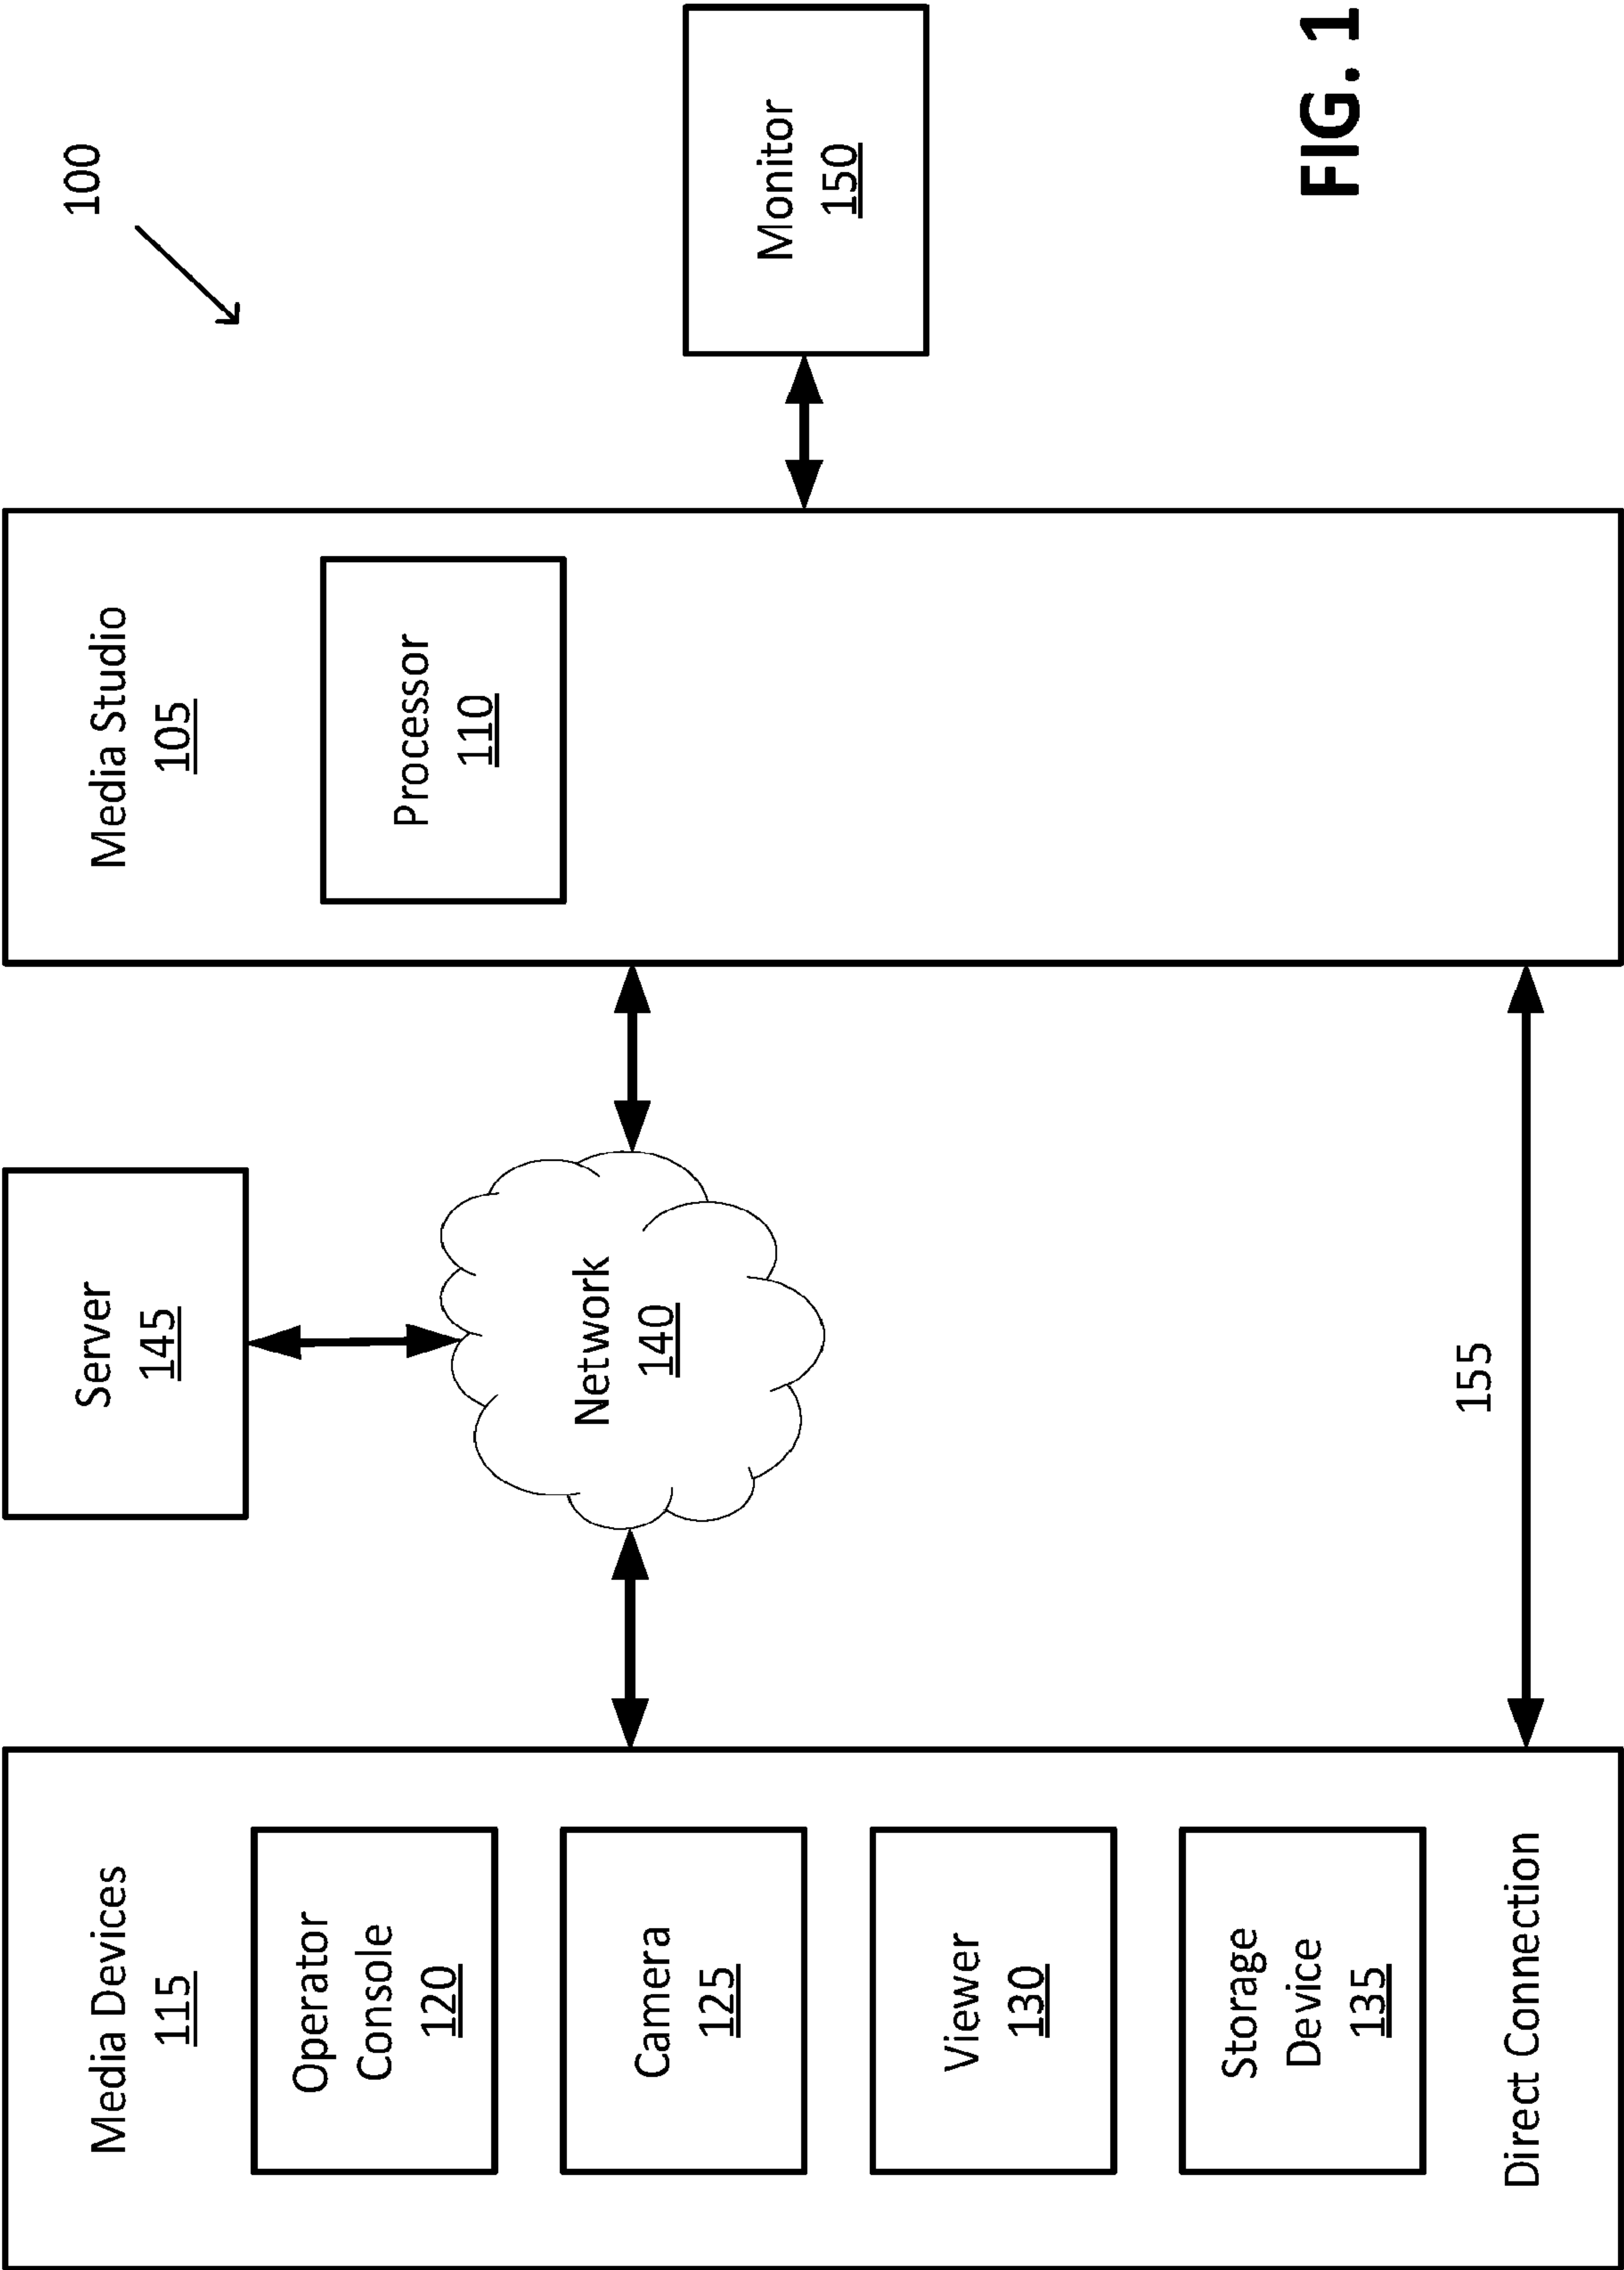 100
Media Devices
115
Operator
Console
120
Camera
125
Viewer
130
Storage
Device
135
Direct Connection
Server
145
Network
140
155
Media Studio
105
Processor
110
Monitor
150
FIG. 1